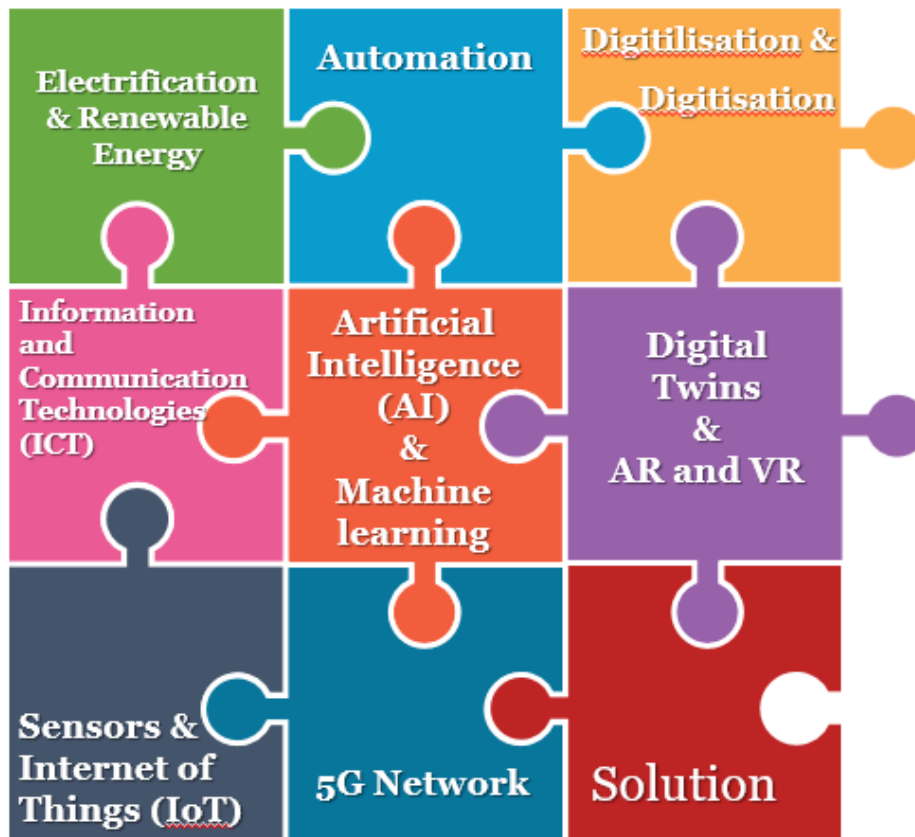 Electrification
& Renewable
Energy
Automation
Digitilisation &
Digitisation
Information
and
Communication
Technologies
(ICT)
Artificial
Intelligence
(AI)
&
Machine
learning
Digital
Twins
&
AR and VR
Sensors &
Internet of
Things (IoT)
5G Network
Solution